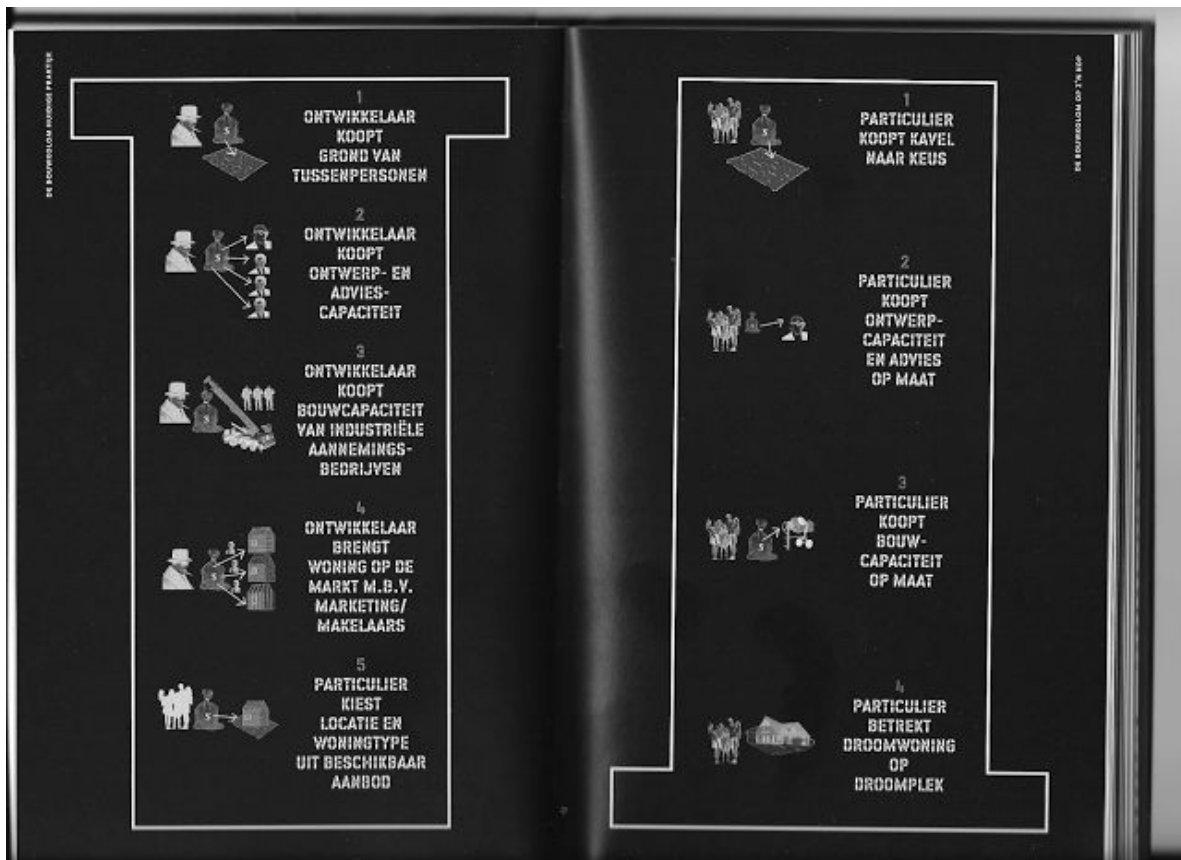 DE BOUWKOLOM HUIDIGE PRAKTIJK
1
ONTWIKKELAAR
KOOPT
GROND VAN
TUSSENPERSONEN
2
ONTWIKKELAAR
KOOPT
ONTWERP- EN
ADVIES-
CAPACITEIT
3
ONTWIKKELAAR
KOOPT
BOUWCAPACITEIT
VAN INDUSTRIËLE
AANNEMINGS-
BEDRIJVEN
4
ONTWIKKELAAR
BRENGT
WONING OP DE
MARKT M.B.V.
MARKETING/
MAKELAARS
5
PARTICULIER
KIEST
LOCATIE EN
WONINGTYPE
UIT BESCHIKBAAR
AANBOD
1
PARTICULIER
KOOPT KAVEL
NAAR KEUS
2
PARTICULIER
KOOPT
ONTWERP-
CAPACITEIT
EN ADVIES
OP MAAT
3
PARTICULIER
KOOPT
BOUW-
CAPACITEIT
OP MAAT
4
PARTICULIER
BETREKT
DROOMWONING
OP
DROOMPLEK
DE BOUWKOLOM OP Z'N KOP